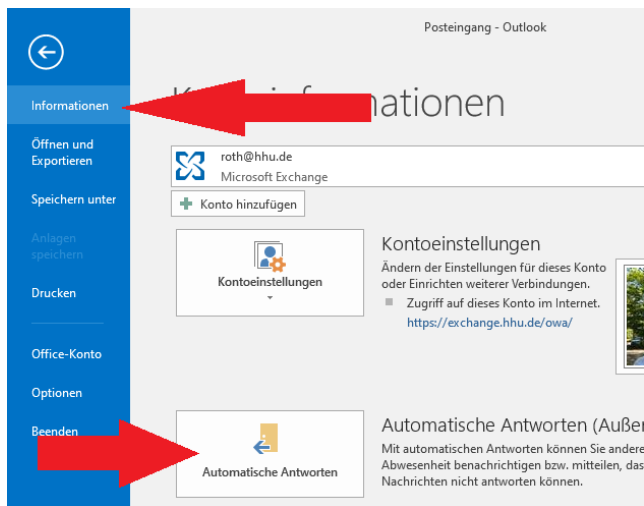 Posteingang - Outlook
Informationen
Öffnen und
Exportieren
Speichern unter
Anlagen
speichern
Drucken
Office-Konto
Optionen
Beenden
roth@hhu.de
Microsoft Exchange
Konto hinzufügen
Kontoeinstellungen
Kontoeinstellungen
Ändern der Einstellungen für dieses Konto
oder Einrichten weiterer Verbindungen.
Zugriff auf dieses Konto im Internet.
https://exchange.hhu.de/owa/
Automatische Antworten
Automatische Antworten (Außer
Mit automatischen Antworten können Sie andere
Abwesenheit benachrichtigen bzw. mitteilen, das
Nachrichten nicht antworten können.